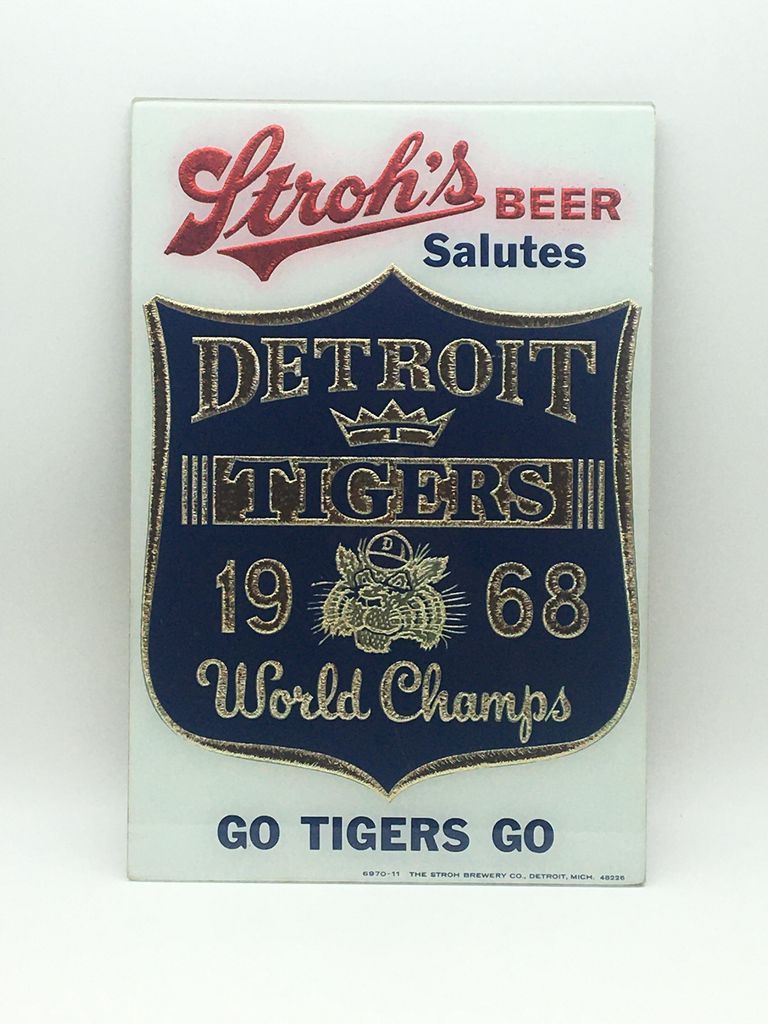 Stroh's BEER
Salutes
DETROIT
TIGERS
D
19 68
World Champs
GO TIGERS GO
6970-11 THE STROH BREWERY CO., DETROIT, MICH. 48226